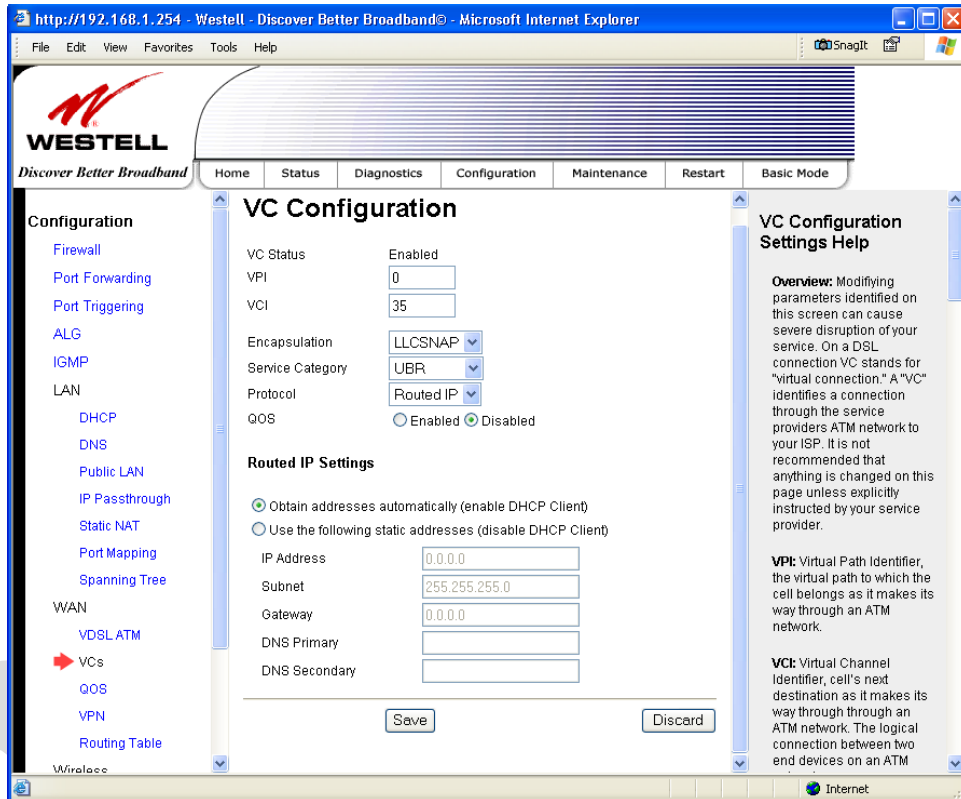 http://192.168.1.254 - Westell - Discover Better Broadband© - Microsoft Internet Explorer
File Edit View Favorites Tools Help
SnagIt
WESTELL
Discover Better Broadband
Home Status Diagnostics Configuration Maintenance Restart Basic Mode
Configuration
Firewall
Port Forwarding
Port Triggering
ALG
IGMP
LAN
DHCP
DNS
Public LAN
IP Passthrough
Static NAT
Port Mapping
Spanning Tree
WAN
VDSL ATM
VCs
QOS
VPN
Routing Table
Wireless
VC Configuration
VC Status Enabled
VPI 0
VCI 35
Encapsulation LLCSNAP
Service Category UBR
Protocol Routed IP
QOS Enabled Disabled
Routed IP Settings
Obtain addresses automatically (enable DHCP Client)
Use the following static addresses (disable DHCP Client)
IP Address 0.0.0.0
Subnet 255.255.255.0
Gateway 0.0.0.0
DNS Primary
DNS Secondary
Save Discard
VC Configuration
Settings Help
Overview: Modifiying
parameters identified on
this screen can cause
severe disruption of your
service. On a DSL
connection VC stands for
"virtual connection." A "VC"
identifies a connection
through the service
providers ATM network to
your ISP. It is not
recommended that
anything is changed on this
page unless explicitly
instructed by your service
provider.
VPI: Virtual Path Identifier,
the virtual path to which the
cell belongs as it makes its
way through an ATM
network.
VCI: Virtual Channel
Identifier, cell's next
destination as it makes its
way through through an
ATM network. The logical
connection between two
end devices on an ATM
Internet